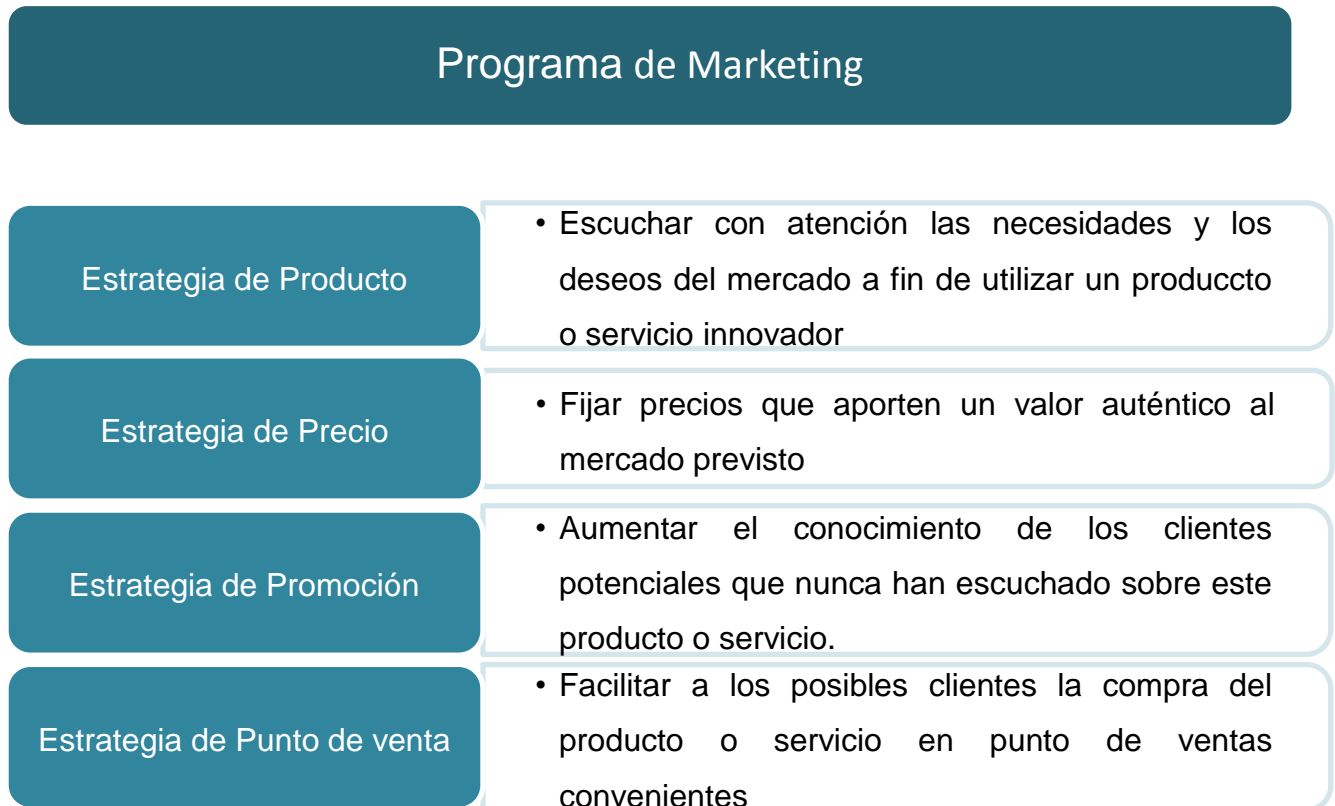 Programa de Marketing
Estrategia de Producto
• Escuchar con atención las necesidades y los
deseos del mercado a fin de utilizar un produccto
o servicio innovador
Estrategia de Precio
• Fijar precios que aporten un valor auténtico al
mercado previsto
Estrategia de Promoción
• Aumentar el conocimiento de los clientes
potenciales que nunca han escuchado sobre este
producto o servicio.
Estrategia de Punto de venta
• Facilitar a los posibles clientes la compra del
producto o servicio en punto de ventas
convenientes